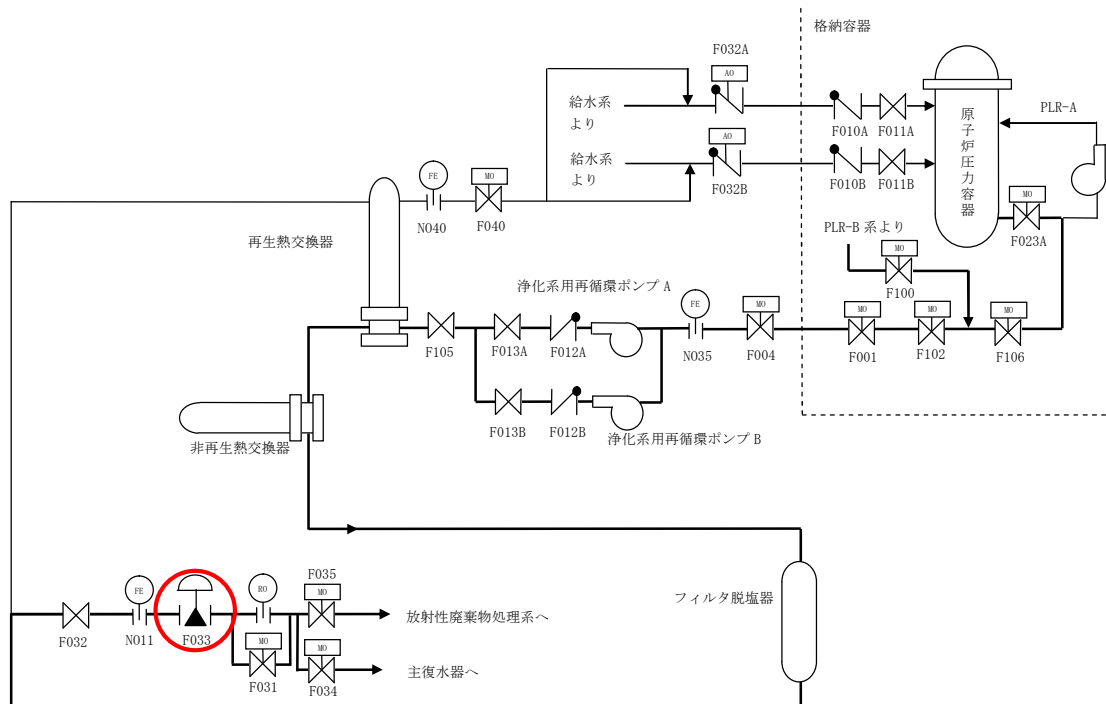 格納容器
F032A
AO
給水系
より
F010A
F011A
PLR-A
原子炉圧力容器
給水系
より
AO
F032B
F010B
F011B
FE
N040
MO
F040
再生熱交換器
PLR-B 系より
MO
F100
MO
F023A
浄化系用再循環ポンプ A
FE
N035
MO
F004
MO
F001
MO
F102
MO
F106
F105
F013A
F012A
F013B
F012B
浄化系用再循環ポンプ B
非再生熱交換器
フィルタ脱塩器
F032
FE
N011
F033
RO
F035
MO
放射性廃棄物処理系へ
MO
F031
MO
F034
主復水器へ